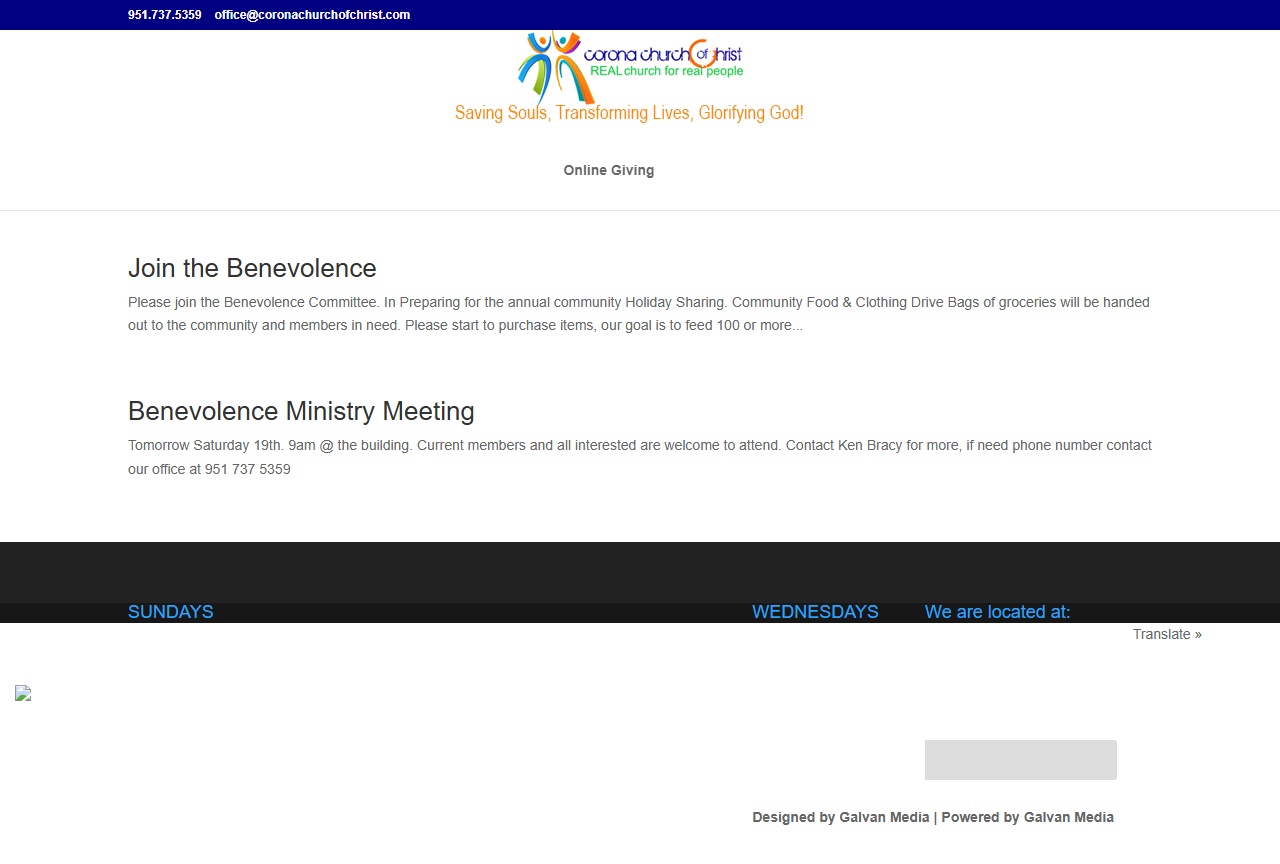 951.737.5359 office@coronachurchofchrist.com
corona church of Christ
REAL church for real people
Saving Souls, Transforming Lives, Glorifying God!
Online Giving
Join the Benevolence
Please join the Benevolence Committee. In Preparing for the annual community Holiday Sharing. Community Food & Clothing Drive Bags of groceries will be handed
out to the community and members in need. Please start to purchase items, our goal is to feed 100 or more...
Benevolence Ministry Meeting
Tomorrow Saturday 19th. 9am @ the building. Current members and all interested are welcome to attend. Contact Ken Bracy for more, if need phone number contact
our office at 951 737 5359
SUNDAYS WEDNESDAYS We are located at:
Translate »
Designed by Galvan Media | Powered by Galvan Media